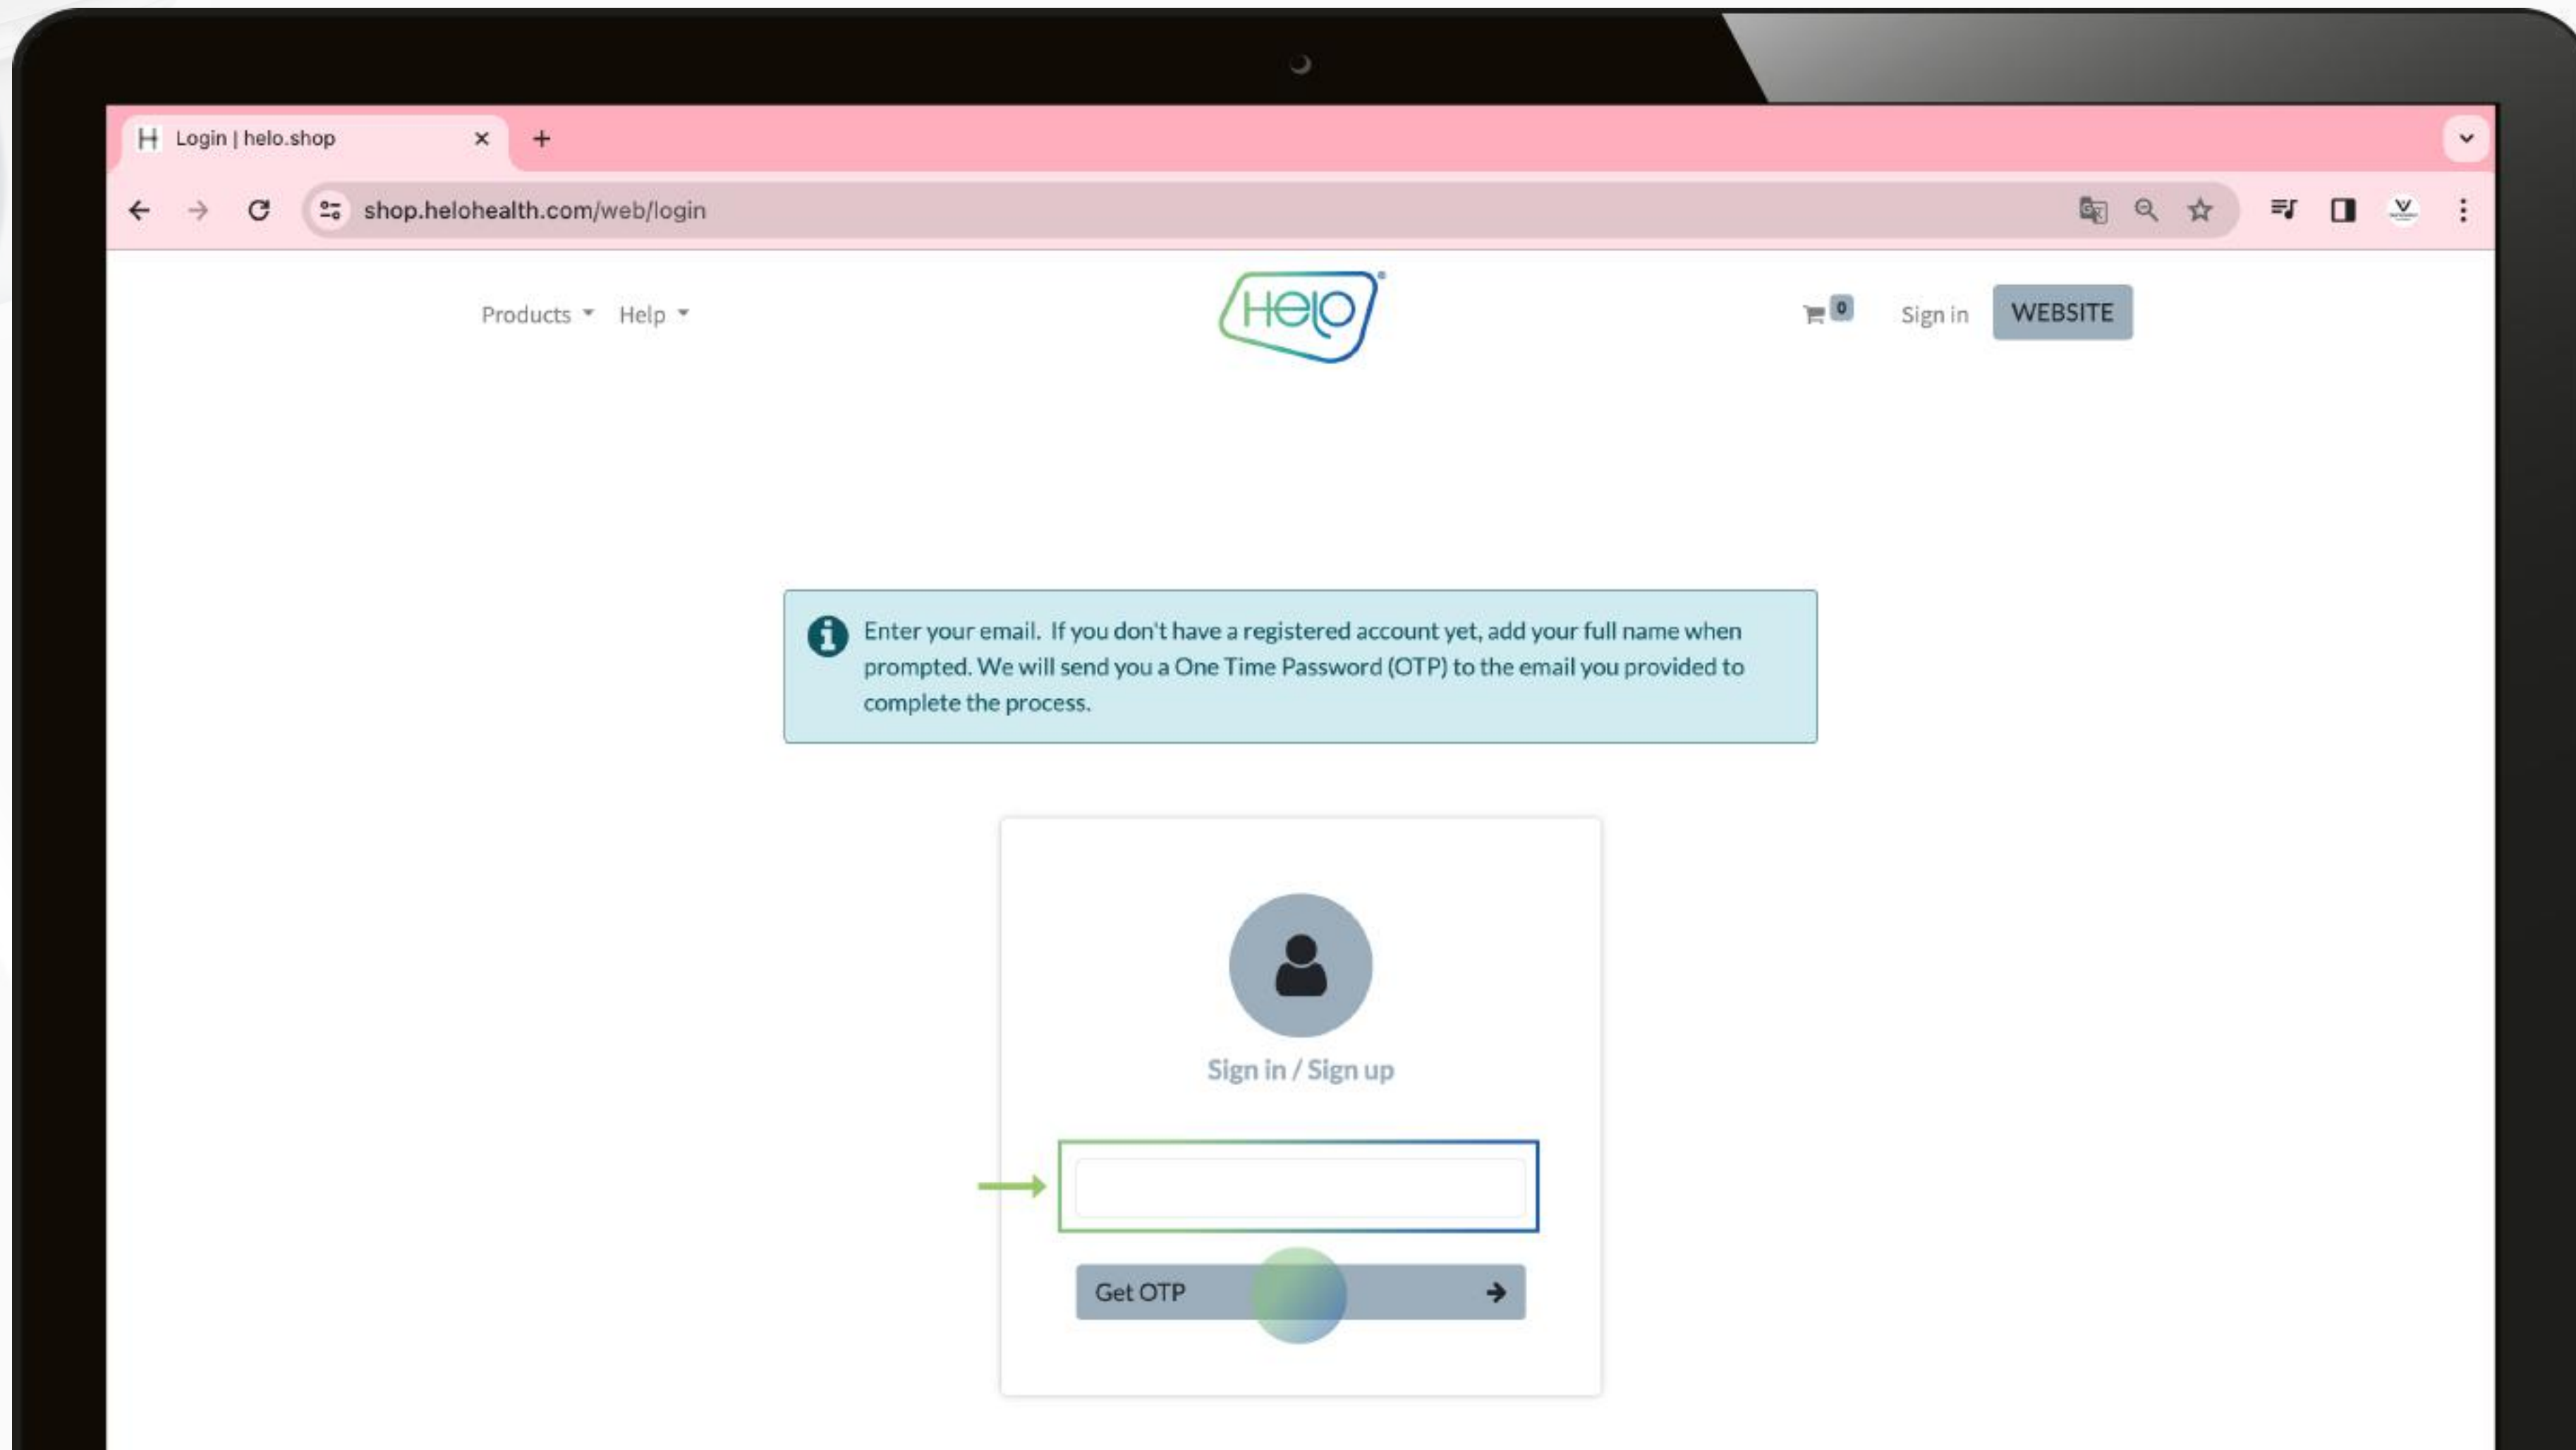 Login | helo.shop
shop.helohealth.com/web/login
Products Help
Helo®
0 Sign in WEBSITE
Enter your email. If you don't have a registered account yet, add your full name when
prompted. We will send you a One Time Password (OTP) to the email you provided to
complete the process.
Sign in / Sign up
Get OTP